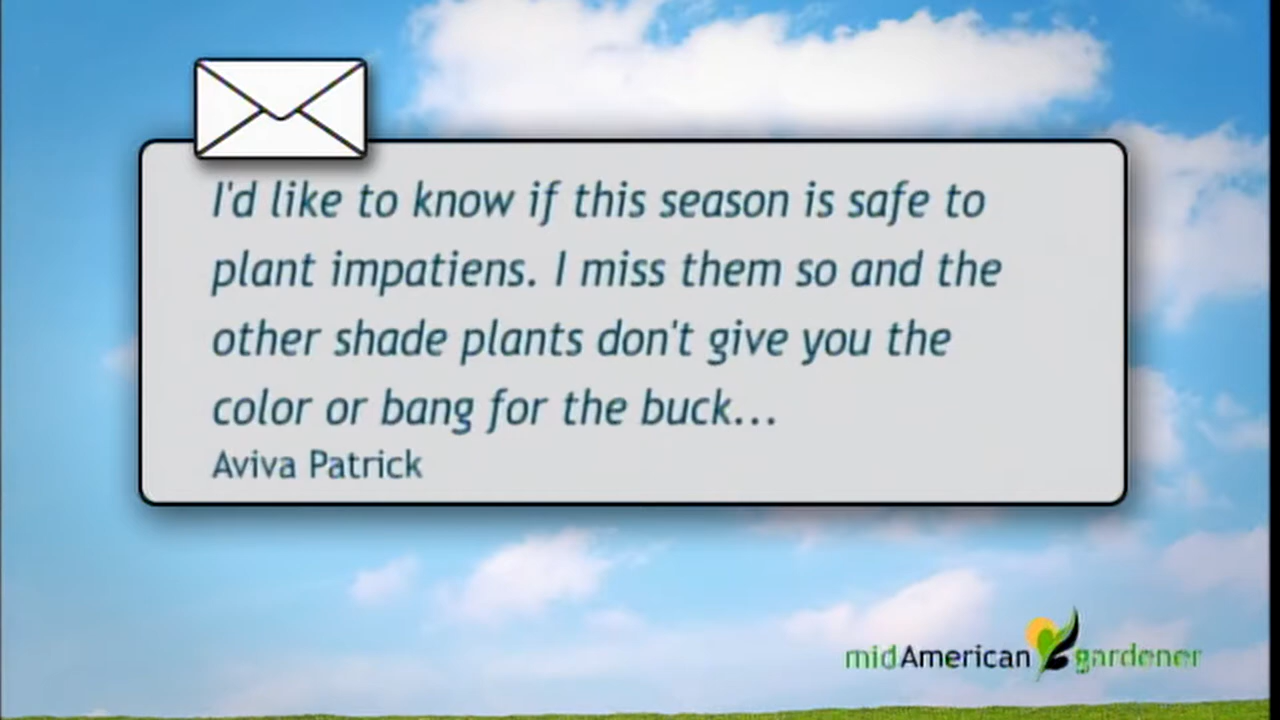 I'd like to know if this season is safe to
plant impatiens. I miss them so and the
other shade plants don't give you the
color or bang for the buck...
Aviva Patrick
midAmerican gardener